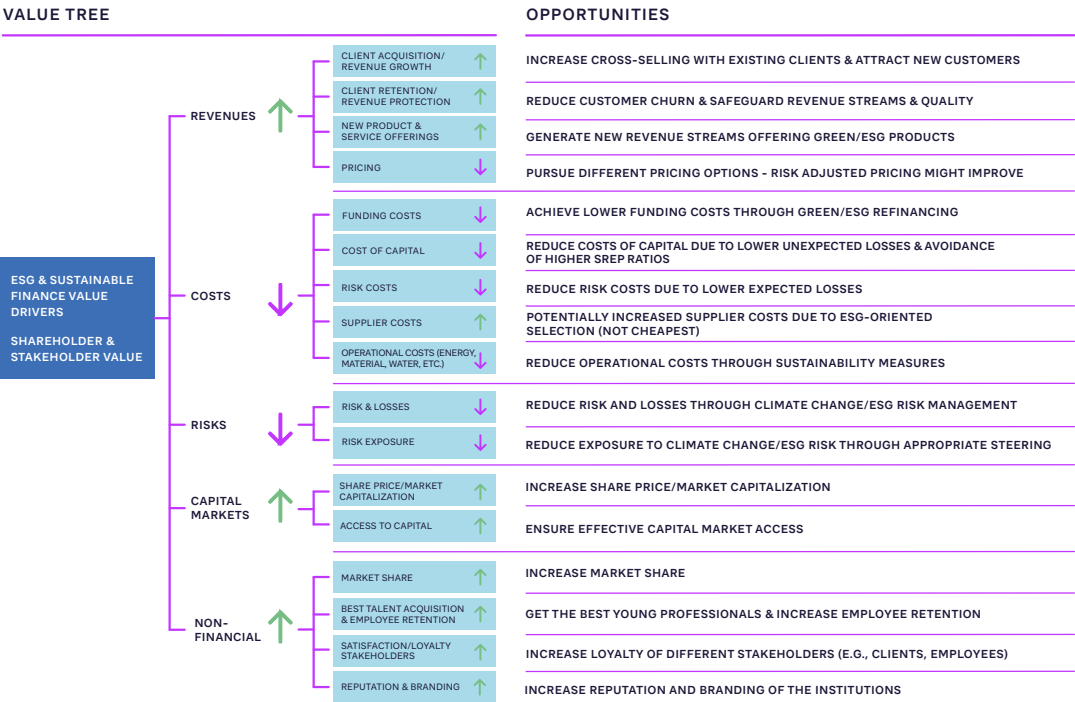 VALUE TREE
OPPORTUNITIES
ESG & SUSTAINABLE
FINANCE VALUE
DRIVERS
SHAREHOLDER &
STAKEHOLDER VALUE
REVENUES
CLIENT ACQUISITION/
REVENUE GROWTH
INCREASE CROSS-SELLING WITH EXISTING CLIENTS & ATTRACT NEW CUSTOMERS
CLIENT RETENTION/
REVENUE PROTECTION
REDUCE CUSTOMER CHURN & SAFEGUARD REVENUE STREAMS & QUALITY
NEW PRODUCT &
SERVICE OFFERINGS
GENERATE NEW REVENUE STREAMS OFFERING GREEN/ESG PRODUCTS
PRICING
PURSUE DIFFERENT PRICING OPTIONS - RISK ADJUSTED PRICING MIGHT IMPROVE
COSTS
FUNDING COSTS
ACHIEVE LOWER FUNDING COSTS THROUGH GREEN/ESG REFINANCING
COST OF CAPITAL
REDUCE COSTS OF CAPITAL DUE TO LOWER UNEXPECTED LOSSES & AVOIDANCE
OF HIGHER SREP RATIOS
RISK COSTS
REDUCE RISK COSTS DUE TO LOWER EXPECTED LOSSES
SUPPLIER COSTS
POTENTIALLY INCREASED SUPPLIER COSTS DUE TO ESG-ORIENTED
SELECTION (NOT CHEAPEST)
OPERATIONAL COSTS (ENERGY,
MATERIAL, WATER, ETC.)
REDUCE OPERATIONAL COSTS THROUGH SUSTAINABILITY MEASURES
RISKS
RISK & LOSSES
REDUCE RISK AND LOSSES THROUGH CLIMATE CHANGE/ESG RISK MANAGEMENT
RISK EXPOSURE
REDUCE EXPOSURE TO CLIMATE CHANGE/ESG RISK THROUGH APPROPRIATE STEERING
CAPITAL
MARKETS
SHARE PRICE/MARKET
CAPITALIZATION
INCREASE SHARE PRICE/MARKET CAPITALIZATION
ACCESS TO CAPITAL
ENSURE EFFECTIVE CAPITAL MARKET ACCESS
NON-
FINANCIAL
MARKET SHARE
INCREASE MARKET SHARE
BEST TALENT ACQUISITION
& EMPLOYEE RETENTION
GET THE BEST YOUNG PROFESSIONALS & INCREASE EMPLOYEE RETENTION
SATISFACTION/LOYALTY
STAKEHOLDERS
INCREASE LOYALTY OF DIFFERENT STAKEHOLDERS (E.G., CLIENTS, EMPLOYEES)
REPUTATION & BRANDING
INCREASE REPUTATION AND BRANDING OF THE INSTITUTIONS